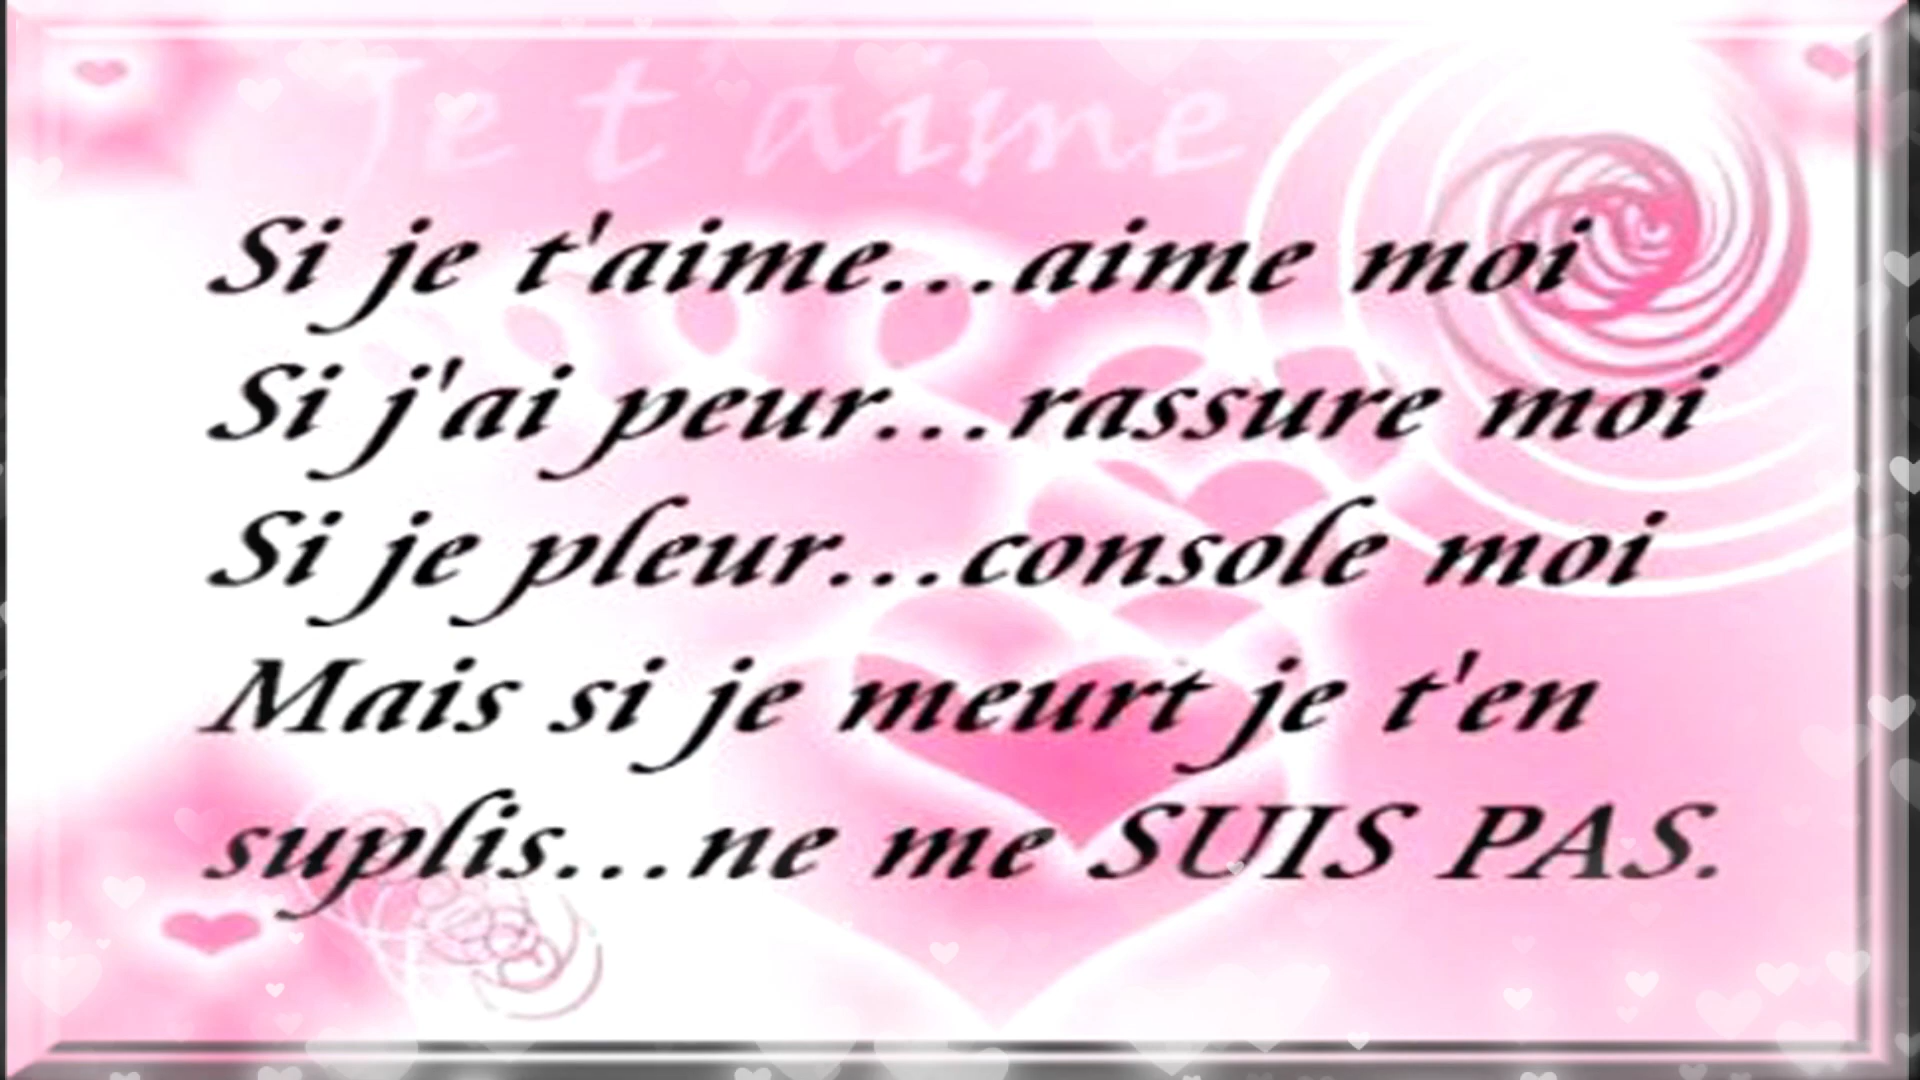 Je t'aime
Si je t'aime...aime moi
Si j'ai peur...rassure moi
Si je pleur...console moi
Mais si je meurt je t'en
suplis...ne me SUIS PAS.